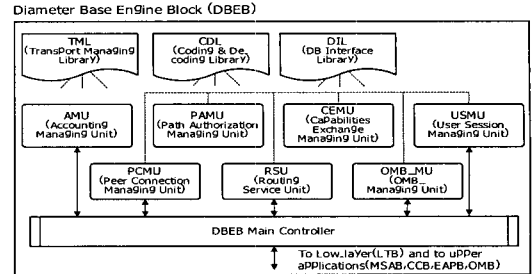 Diameter Base Engine Block (DBEB)
TML
(TransPort Managing
Library)
CDL
(Coding & De
coding Library)
DIL
(DB Interface
Library)
AMU
(Accounting
Managing Unit)
PAMU
(Path Authorization
Managing Unit)
CEMU
(CaPabilities
Exchange
Managing Unit)
USMU
(User Session
Managing Unit)
PCMU
(Peer Connection
Managing Unit)
RSU
(Routing
Service Unit)
OMB_MU
(OMB_
Managing Unit)
DBEB Main Controller
To Low_laYer(LTB) and to uPPer
aPPlications(MSAB,CCB,EAPB,OMB)